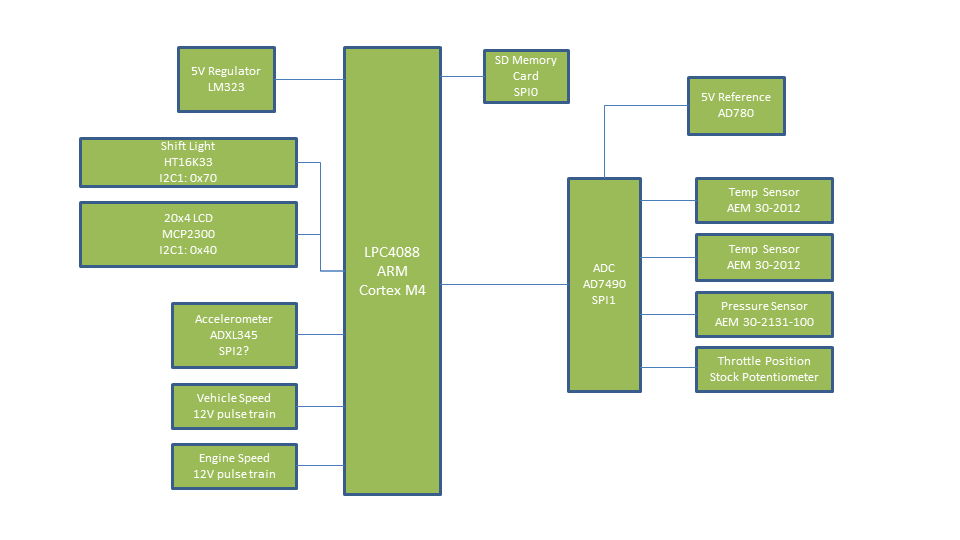 5V Regulator
LM323
SD Memory
Card
SPI0
5V Reference
AD780
Shift Light
HT16K33
I2C1: 0x70
20x4 LCD
MCP2300
I2C1: 0x40
LPC4088
ARM
Cortex M4
ADC
AD7490
SPI1
Temp Sensor
AEM 30-2012
Temp Sensor
AEM 30-2012
Pressure Sensor
AEM 30-2131-100
Throttle Position
Stock Potentiometer
Accelerometer
ADXL345
SPI2?
Vehicle Speed
12V pulse train
Engine Speed
12V pulse train